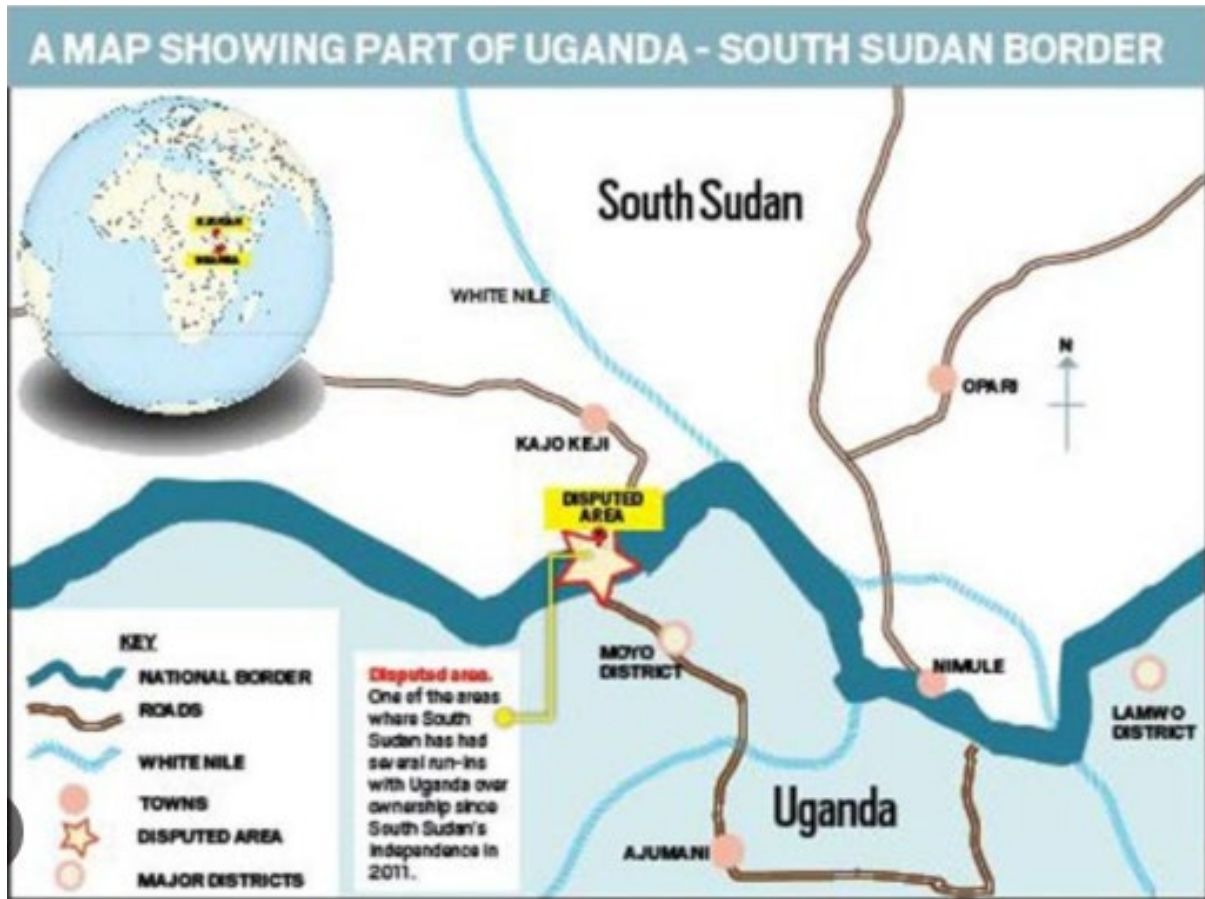 A MAP SHOWING PART OF UGANDA - SOUTH SUDAN BORDER
South Sudan
WHITE NILE
N
OPARI
KAJO KEJI
DISPUTED
AREA
MOYO
DISTRICT
NIMULE
LAMWO
DISTRICT
Uganda
AJUMANI
KEY
NATIONAL BORDER
ROADS
WHITE NILE
TOWNS
DISPUTED AREA
MAJOR DISTRICTS
Disputed area.
One of the areas
where South
Sudan has had
several run-ins
with Uganda over
ownership since
South Sudan's
independence in
2011.